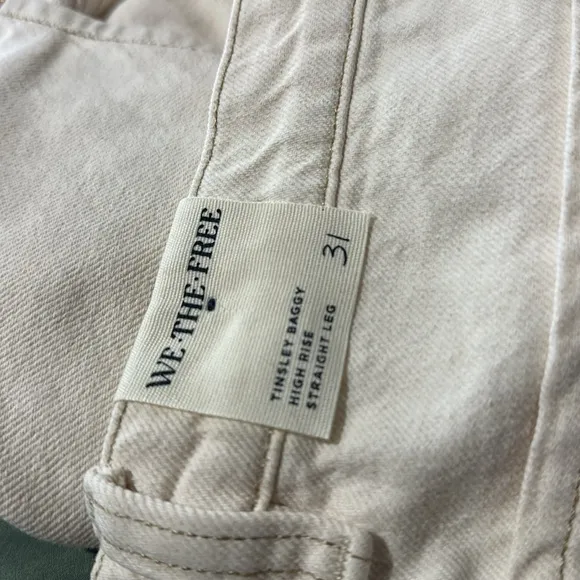 WE•THE•FREE
TINSLEY BAGGY
HIGH RISE
STRAIGHT LEG
31